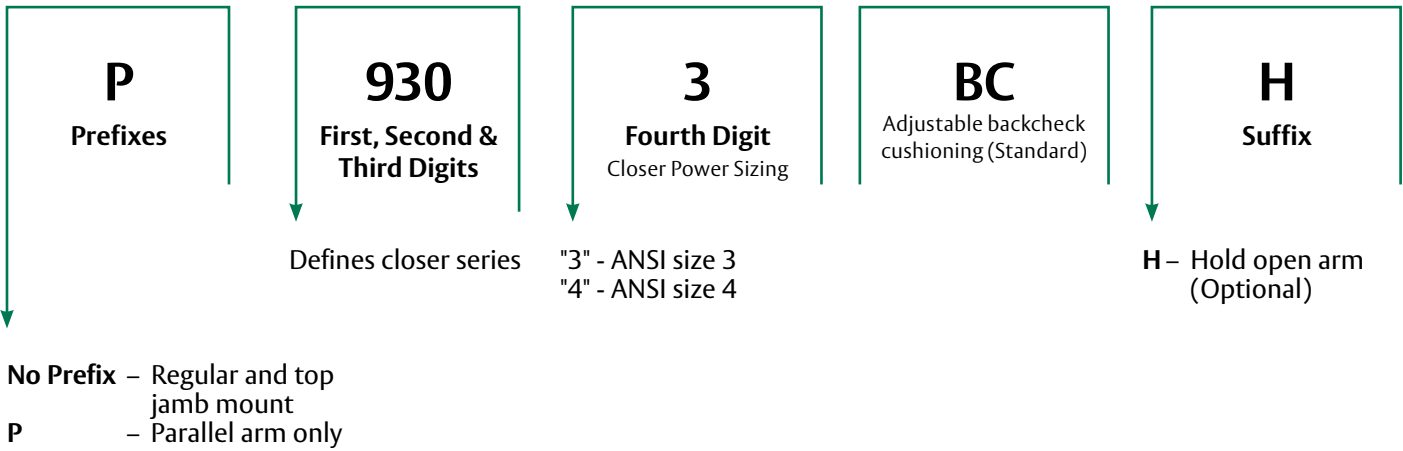 P
Prefixes
930
First, Second &
Third Digits
3
Fourth Digit
Closer Power Sizing
BC
Adjustable backcheck
cushioning (Standard)
H
Suffix
Defines closer series
"3" - ANSI size 3
"4" - ANSI size 4
H – Hold open arm
(Optional)
No Prefix – Regular and top
jamb mount
P – Parallel arm only